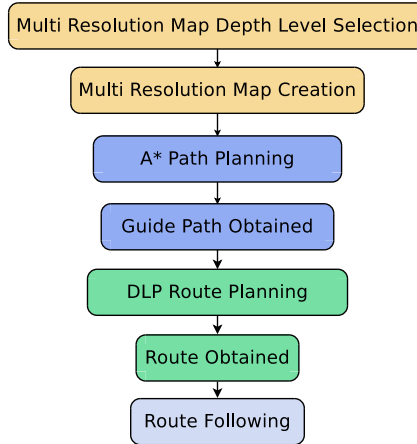 Multi Resolution Map Depth Level Selection
Multi Resolution Map Creation
A* Path Planning
Guide Path Obtained
DLP Route Planning
Route Obtained
Route Following